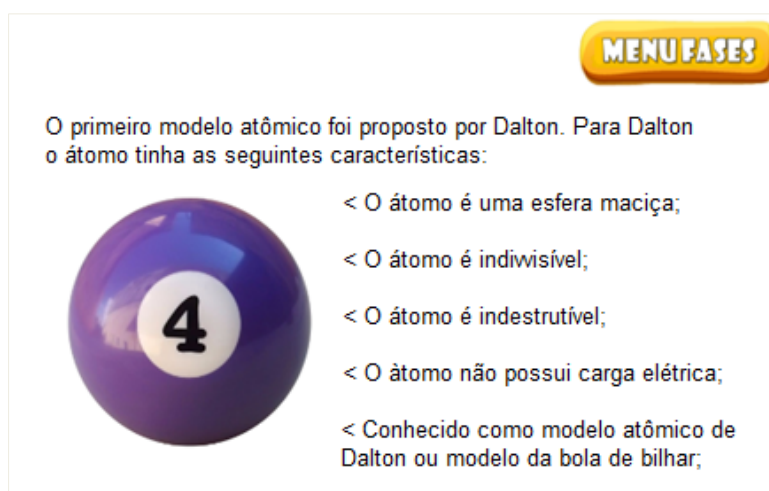 MENU FASES
O primeiro modelo atômico foi proposto por Dalton. Para Dalton
o átomo tinha as seguintes característícas:
< O átomo é uma esfera maciça;
< O átomo é indivvisível;
< O átomo é indestrutível;
4
< O àtomo não possui carga elétrica;
< Conhecido como modelo atômico de
Dalton ou modelo da bola de bilhar;